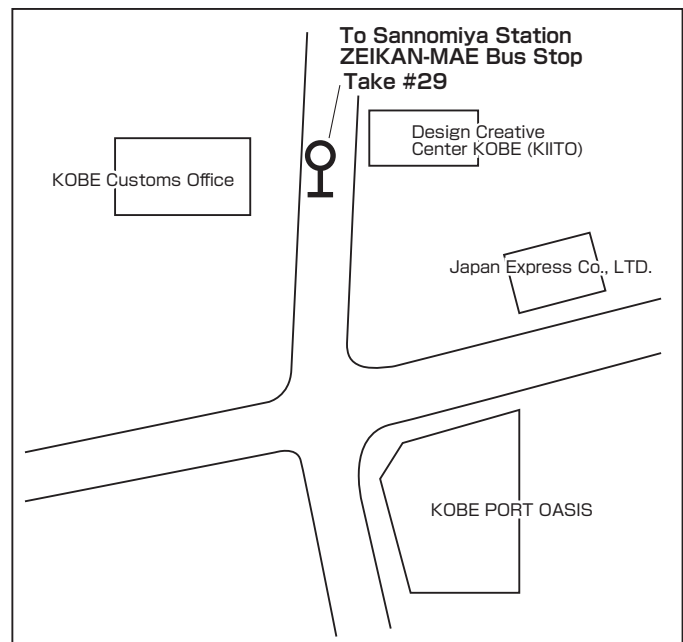 To Sannomiya Station
ZEIKAN-MAE Bus Stop
Take #29
Design Creative
Center KOBE (KIITO)
KOBE Customs Office
Japan Express Co., LTD.
KOBE PORT OASIS